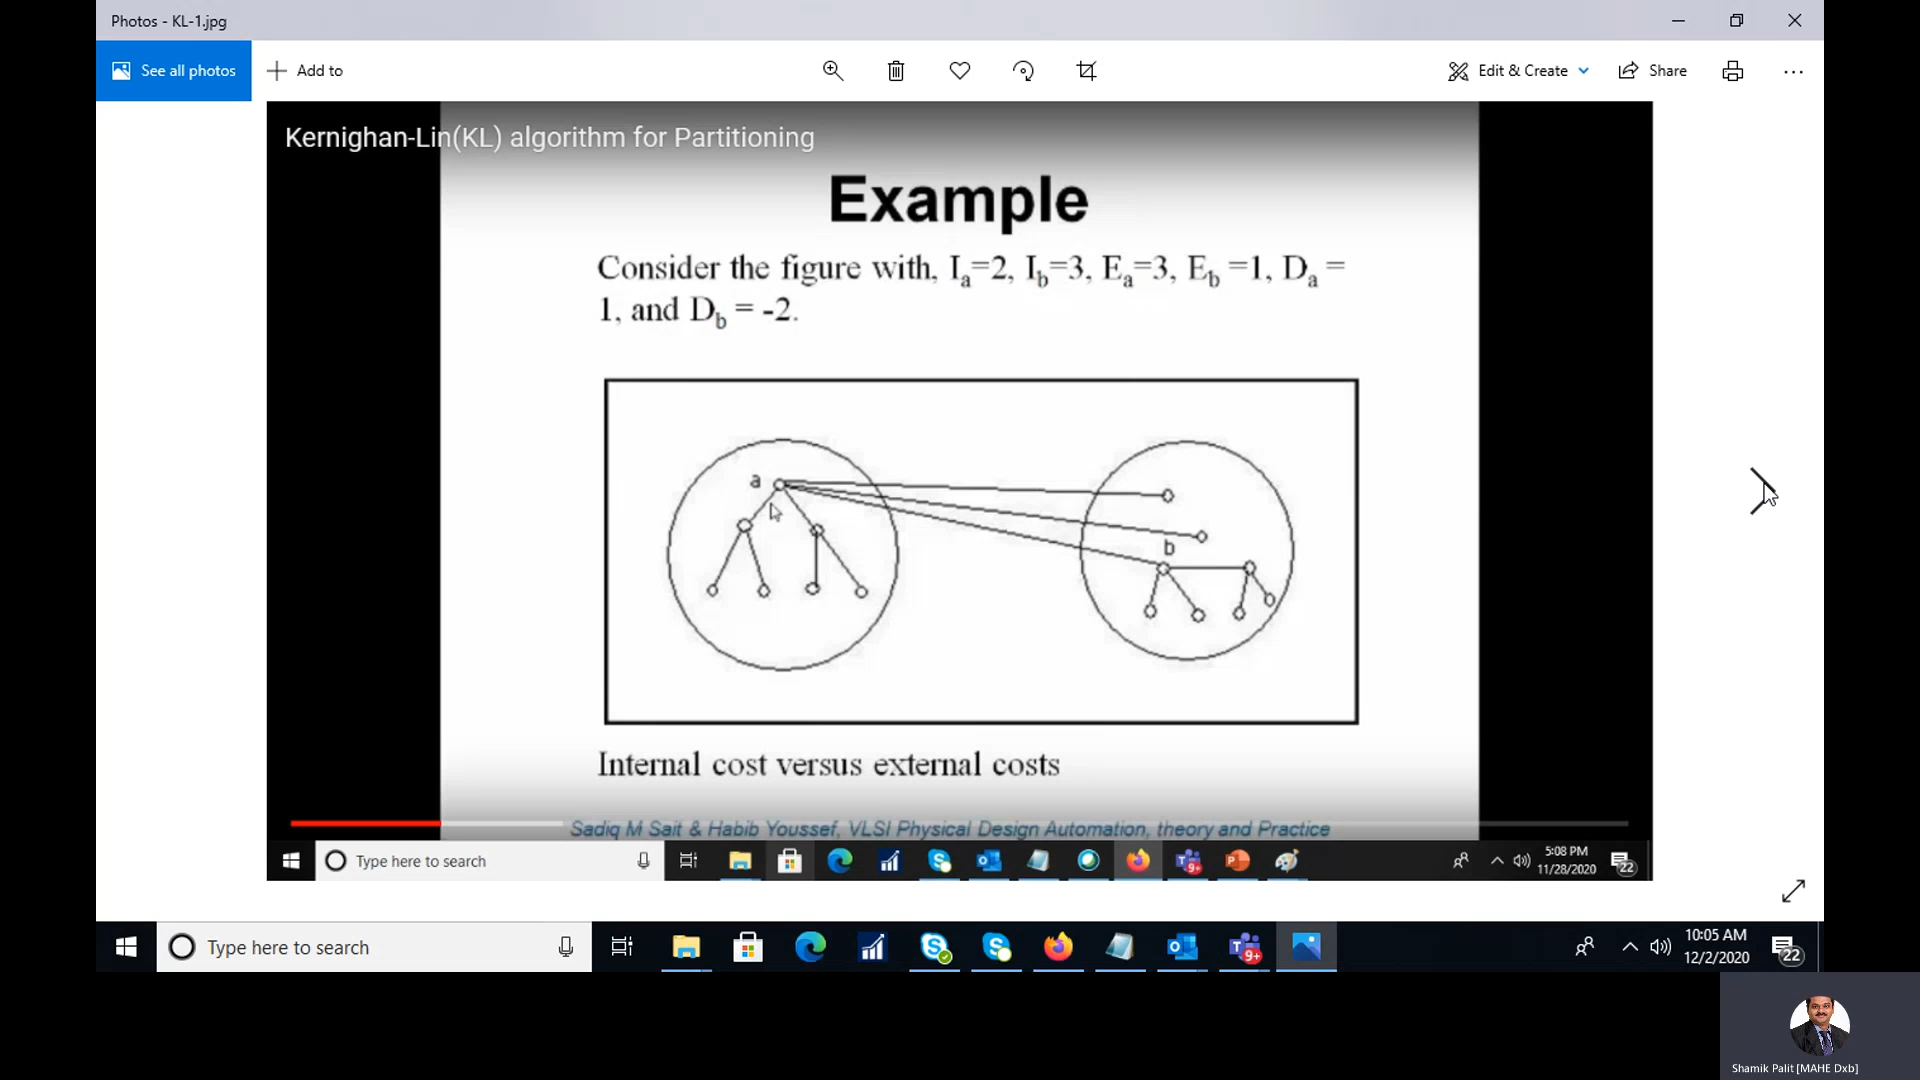 Photos - KL-1.jpg
See all photos
Add to
Edit & Create
Share
Kernighan-Lin(KL) algorithm for Partitioning
Example
Consider the figure with, Ia=2, Ib=3, Ea=3, Eb =1, Da =
1, and Db = -2.
a
b
Internal cost versus external costs
Sadiq M Sait & Habib Youssef, VLSI Physical Design Automation, theory and Practice
Type here to search
9+
5:08 PM
11/28/2020
22
Type here to search
9+
10:05 AM
12/2/2020
22
Shamik Palit [MAHE Dxb]